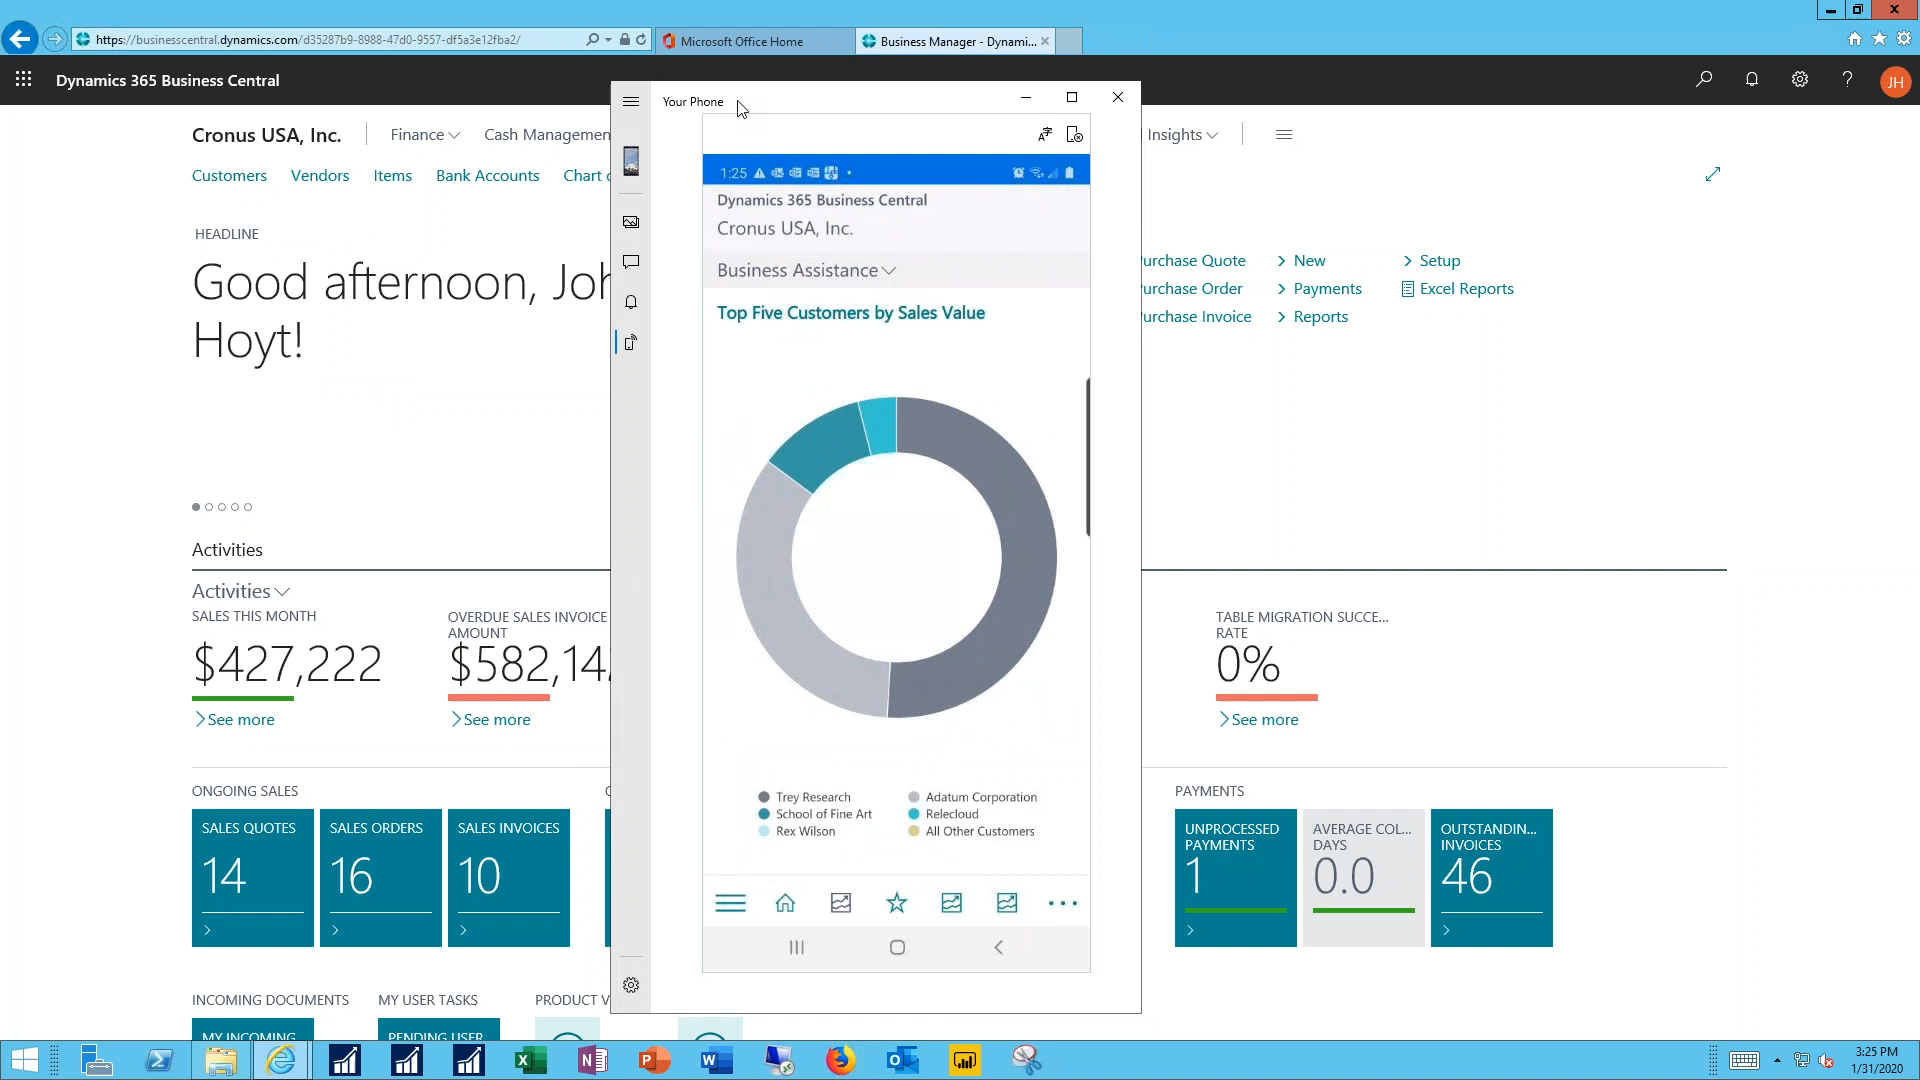 https://businesscentral.dynamics.com/d35287b9-8988-47d0-9557-df5a3e12fba2/
Microsoft Office Home
Business Manager - Dynami...
Dynamics 365 Business Central
JH
Your Phone
Cronus USA, Inc.
Finance
Cash Managemen
Insights
Customers
Vendors
Items
Bank Accounts
Chart
1:25
Dynamics 365 Business Central
Cronus USA, Inc.
Business Assistance
Top Five Customers by Sales Value
Trey Research
Adatum Corporation
School of Fine Art
Relecloud
Rex Wilson
All Other Customers
HEADLINE
Good afternoon, Joh
Hoyt!
urchase Quote
New
Setup
urchase Order
Payments
Excel Reports
urchase Invoice
Reports
Activities
Activities
SALES THIS MONTH
$427,222
See more
OVERDUE SALES INVOICE
AMOUNT
$582,14
See more
TABLE MIGRATION SUCCE...
RATE
0%
See more
ONGOING SALES
SALES QUOTES
14
SALES ORDERS
16
SALES INVOICES
10
PAYMENTS
UNPROCESSED
PAYMENTS
1
AVERAGE COL...
DAYS
0.0
OUTSTANDIN...
INVOICES
46
INCOMING DOCUMENTS
MY USER TASKS
PRODUCT V
MY INCOMING
PENDING USER
3:25 PM
1/31/2020